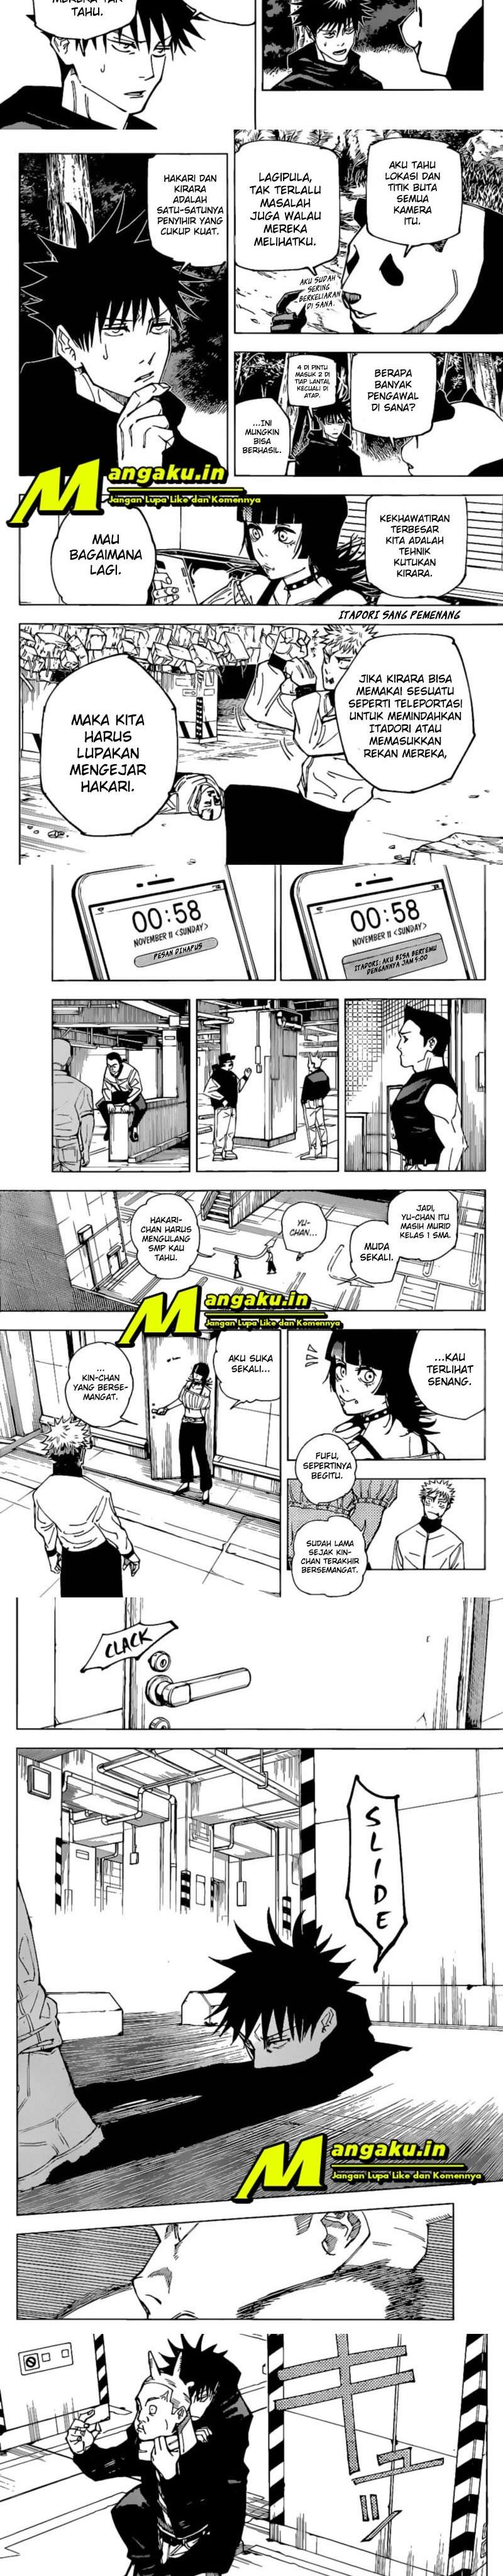 MEREKA TAK
TAHU.
AKU TAHU
LOKASI DAN
TITIK BUTA
SEMUA
KAMERA
ITU.
LAGIPULA,
TAK TERLALU
MASALAH
JUGA WALAU
MEREKA
MELIHATKU.
AKU SUDAH
SERING
BERKELIARAN
DI SANA.
HAKARI DAN
KIRARA
ADALAH
SATU-SATUNYA
PENYIHIR YANG
CUKUP KUAT.
BERAPA
BANYAK
PENGAWAL
DI SANA?
4 DI PINTU
MASUK 2 DI
TIAP LANTAI
KECUALI DI
ATAP.
...INI
MUNGKIN
BISA
BERHASIL.
Mangaku.in
Jangan Lupa Like dan Komennya
KEKHAWATIRAN
TERBESAR
KITA ADALAH
TEHNIK
KUTUKAN
KIRARA.
MAU
BAGAIMANA
LAGI.
ITADORI SANG PEMENANG
JIKA KIRARA BISA
MEMAKAI SESUATU
SEPERTI TELEPORTASI
UNTUK MEMINDAHKAN
ITADORI ATAU
MEMASUKKAN
REKAN MEREKA,
MAKA KITA
HARUS
LUPAKAN
MENGEJAR
HAKARI.
00:58
NOVEMBER 11 <SUNDAY>
ITADORI: AKU BISA BERTEMU
DENGANNYA JAM 5:00
00:58
NOVEMBER 11 <SUNDAY>
PESAN DIHAPUS
JADI,
YU-CHAN ITU
MASIH MURID
KELAS 1 SMA.
MUDA
SEKALI.
YU-
CHAN...
HAKARI-
CHAN HARUS
MENGULANG
SMP KAU
TAHU.
Mangaku.in
Jangan Lupa Like dan Komennya
...KAU
TERLIHAT
SENANG.
FUFU,
SEPERTINYA
BEGITU.
SUDAH LAMA
SEJAK KIN-
CHAN TERAKHIR
BERSEMANGAT.
AKU SUKA
SEKALI...
...
KIN-CHAN
YANG BERSE-
MANGAT.
CLACK
SLIDE
Mangaku.in
Jangan Lupa Like dan Komennya